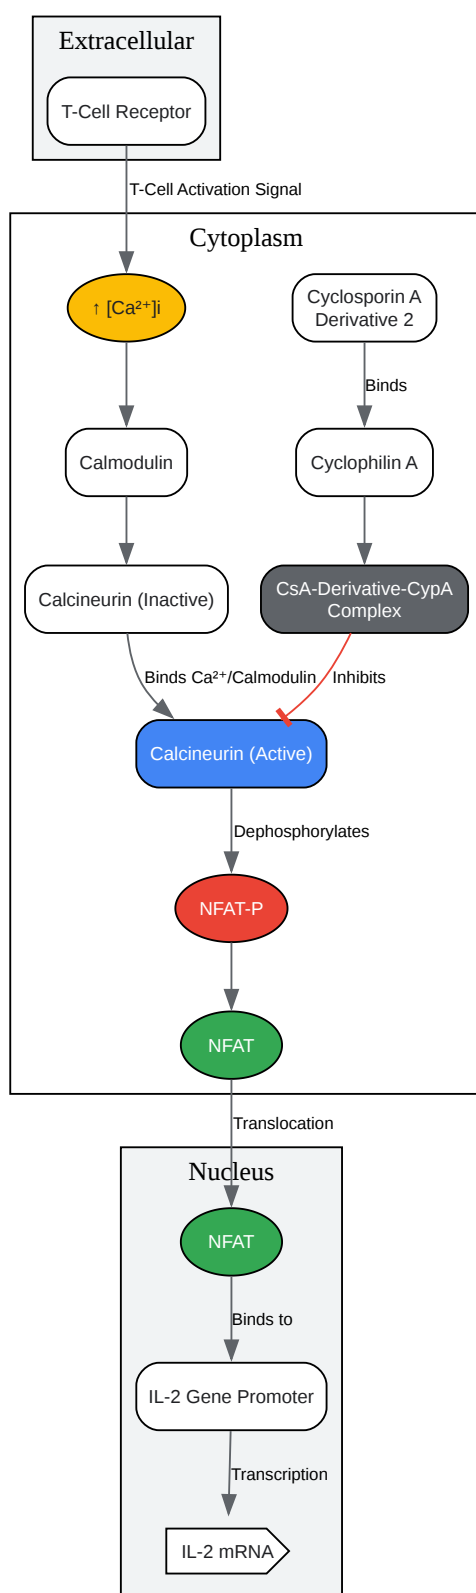 Extracellular
T-Cell Receptor
T-Cell Activation Signal
Cytoplasm
↑ [Ca²⁺]i
Cyclosporin A
Derivative 2
Binds
Calmodulin
Cyclophilin A
Calcineurin (Inactive)
CsA-Derivative-CypA
Complex
Binds Ca²⁺/Calmodulin
Inhibits
Calcineurin (Active)
Dephosphorylates
NFAT-P
NFAT
Translocation
Nucleus
NFAT
Binds to
IL-2 Gene Promoter
Transcription
IL-2 mRNA